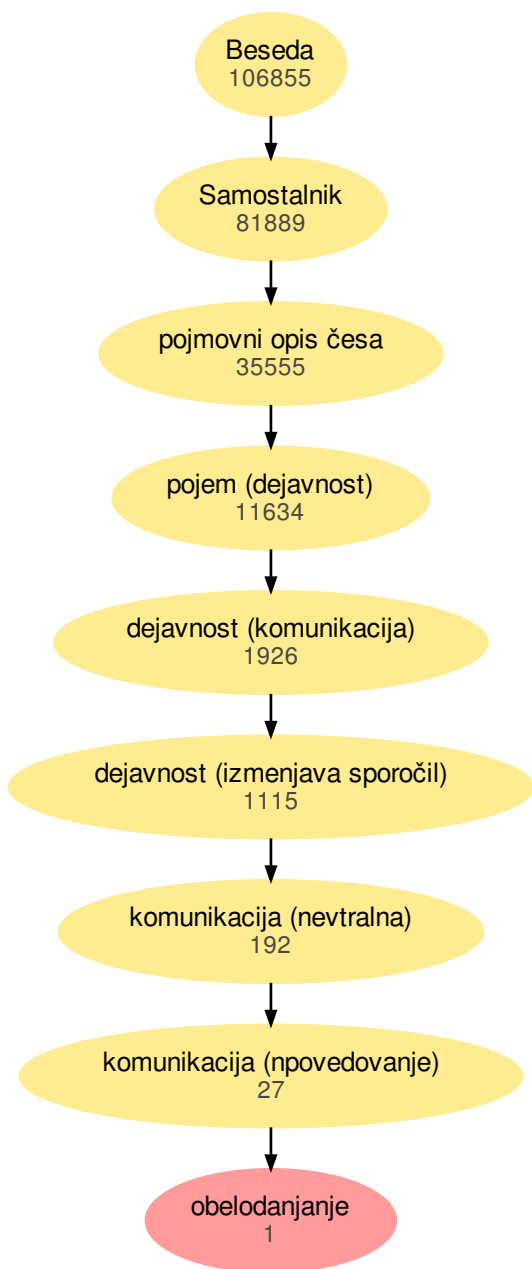 Beseda
106855
Samostalnik
81889
pojmovni opis česa
35555
pojem (dejavnost)
11634
dejavnost (komunikacija)
1926
dejavnost (izmenjava sporočil)
1115
komunikacija (nevtralna)
192
komunikacija (npovedovanje)
27
obelodanjanje
1